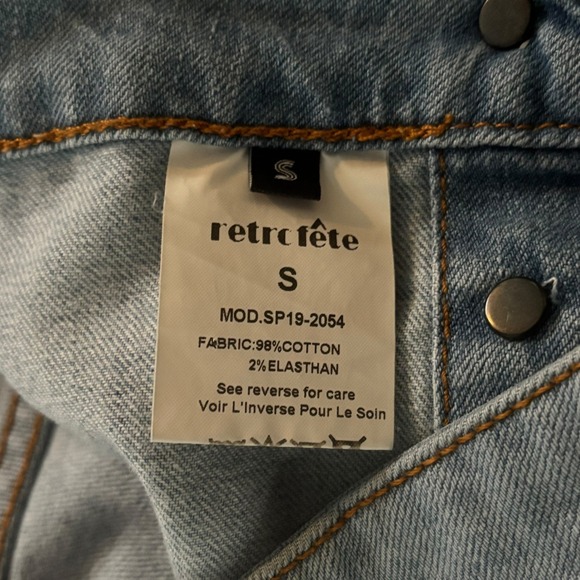 S
retrofête
S
MOD.SP19-2054
FABRIC:98%COTTON
2%ELASTHAN
See reverse for care
Voir L'Inverse Pour Le Soin